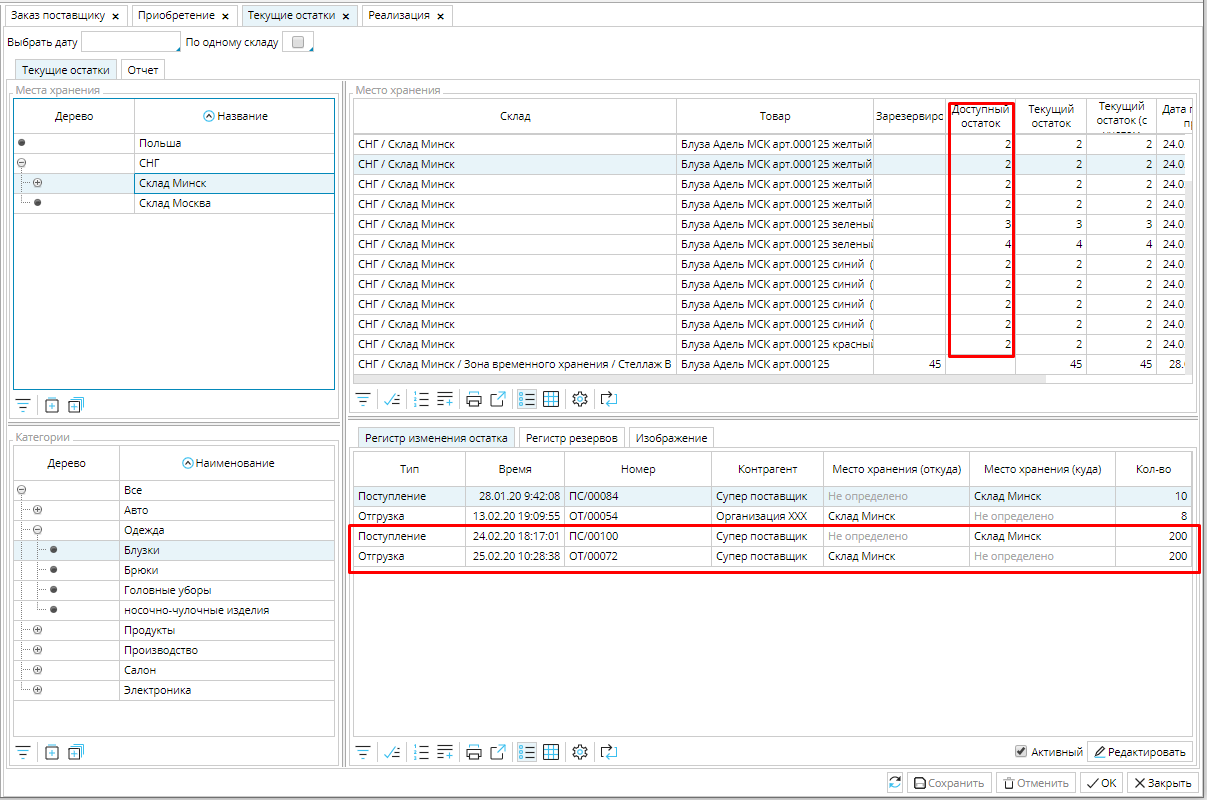 Заказ поставщику × Приобретение × Текущие остатки × Реализация ×
Выбрать дату По одному складу
Текущие остатки Отчет
Места хранения
Дерево Название
Польша
СНГ
Склад Минск
Склад Москва
Место хранения
Склад Товар Зарезервирс Доступный остаток Текущий остаток Текущий остаток (с Дата
СНГ / Склад Минск Блуза Адель МСК арт.000125 желтый 2 2 2 24.0
СНГ / Склад Минск Блуза Адель МСК арт.000125 желтый 2 2 2 24.0
СНГ / Склад Минск Блуза Адель МСК арт.000125 желтый 2 2 2 24.0
СНГ / Склад Минск Блуза Адель МСК арт.000125 желтый 2 2 2 24.0
СНГ / Склад Минск Блуза Адель МСК арт.000125 зеленый 3 3 3 24.0
СНГ / Склад Минск Блуза Адель МСК арт.000125 зеленый 4 4 4 24.0
СНГ / Склад Минск Блуза Адель МСК арт.000125 синий ( 2 2 2 24.0
СНГ / Склад Минск Блуза Адель МСК арт.000125 синий ( 2 2 2 24.0
СНГ / Склад Минск Блуза Адель МСК арт.000125 синий ( 2 2 2 24.0
СНГ / Склад Минск Блуза Адель МСК арт.000125 синий ( 2 2 2 24.0
СНГ / Склад Минск Блуза Адель МСК арт.000125 красный 2 2 2 24.0
СНГ / Склад Минск / Зона временного хранения / Стеллаж В Блуза Адель МСК арт.000125 45 45 45 28.
Категории
Дерево Наименование
Все
Авто
Одежда
Блузки
Брюки
Головные уборы
носочно-чулочные изделия
Продукты
Производство
Салон
Электроника
Регистр изменения остатка Регистр резервов Изображение
Тип Время Номер Контрагент Место хранения (откуда) Место хранения (куда) Кол-во
Поступление 28.01.20 9:42:08 ПС/00084 Супер поставщик Не определено Склад Минск 10
Отгрузка 13.02.20 19:09:55 ОТ/00054 Организация ХХХ Склад Минск Не определено 8
Поступление 24.02.20 18:17:01 ПС/00100 Супер поставщик Не определено Склад Минск 200
Отгрузка 25.02.20 10:28:38 ОТ/00072 Супер поставщик Склад Минск Не определено 200
Активный Редактировать
Сохранить Отменить OK Закрыть